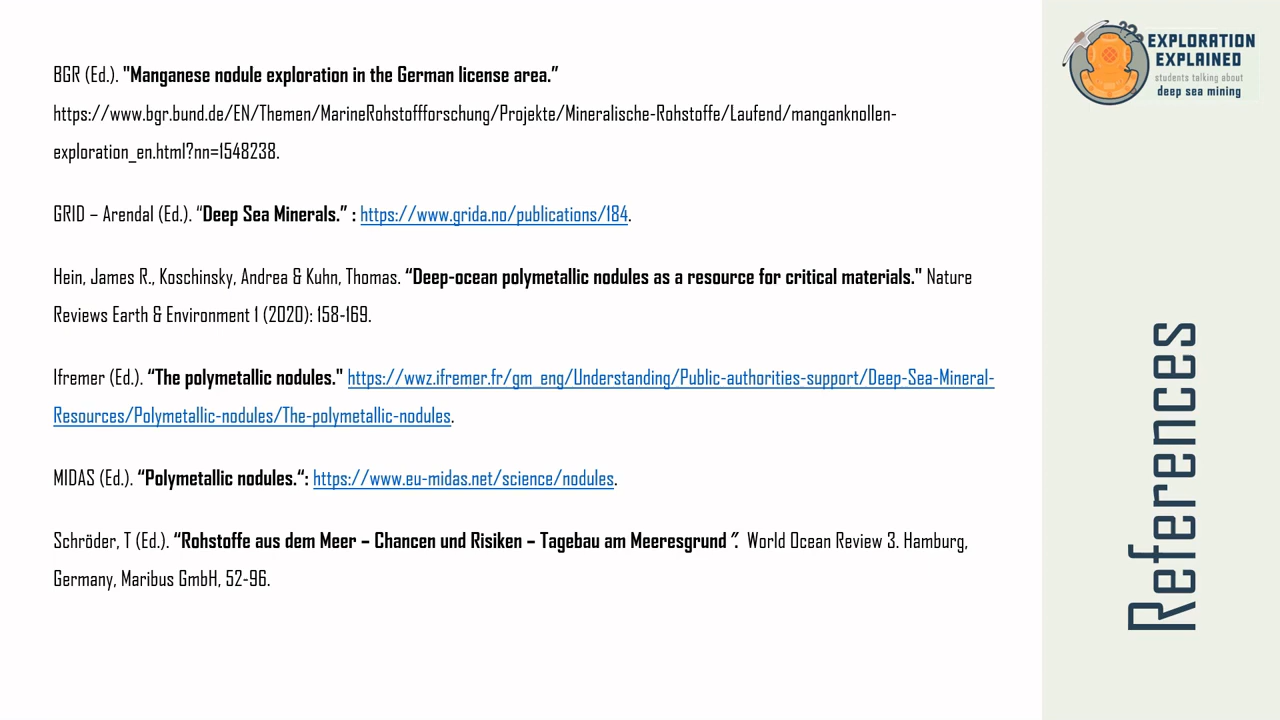 BGR (Ed.). "Manganese nodule exploration in the German license area.”
https://www.bgr.bund.de/EN/Themen/MarineRohstoffforschung/Projekte/Mineralische-Rohstoffe/Laufend/manganknollen-
exploration_en.html?nn=1548238.
GRID – Arendal (Ed.). “Deep Sea Minerals.” : https://www.grida.no/publications/184.
Hein, James R., Koschinsky, Andrea & Kuhn, Thomas. “Deep-ocean polymetallic nodules as a resource for critical materials." Nature
Reviews Earth & Environment 1 (2020): 158-169.
Ifremer (Ed.). “The polymetallic nodules." https://wwz.ifremer.fr/gm_eng/Understanding/Public-authorities-support/Deep-Sea-Mineral-
Resources/Polymetallic-nodules/The-polymetallic-nodules.
MIDAS (Ed.). “Polymetallic nodules.“: https://www.eu-midas.net/science/nodules.
Schröder, T (Ed.). “Rohstoffe aus dem Meer – Chancen und Risiken – Tagebau am Meeresgrund ”. World Ocean Review 3. Hamburg,
Germany, Maribus GmbH, 52-96.
EXPLORATION
EXPLAINED
students talking about
deep sea mining
References